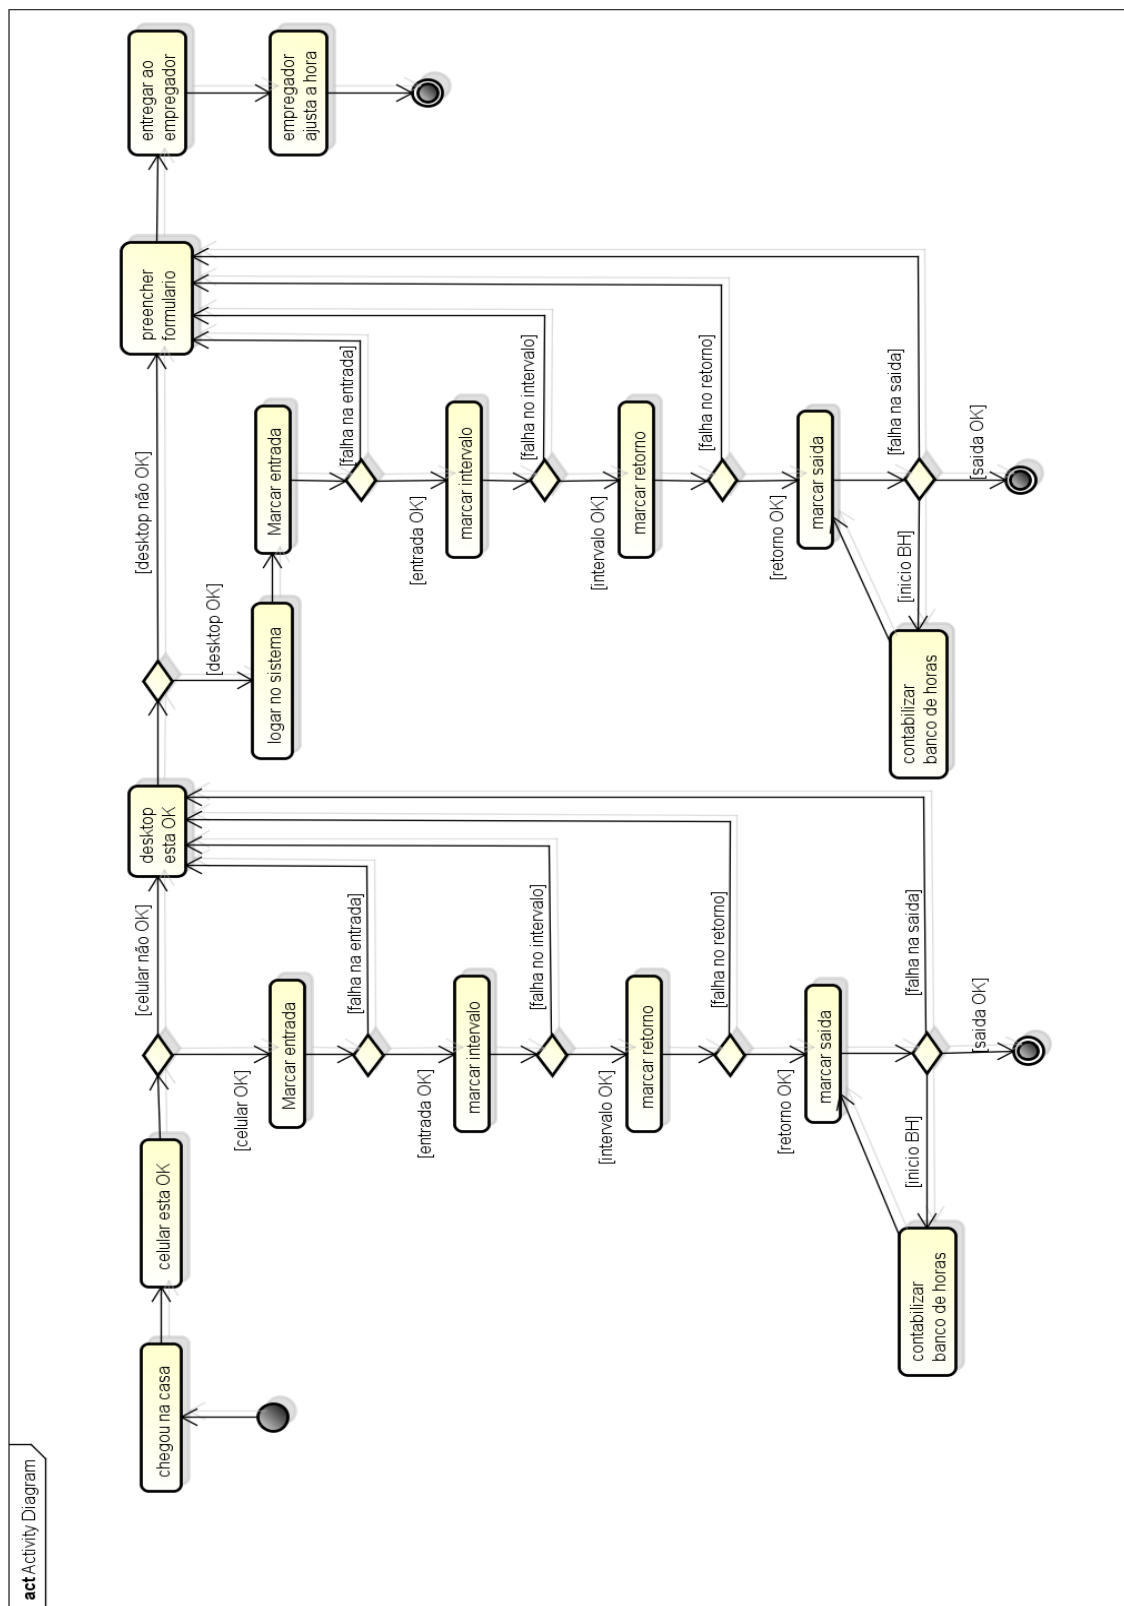 act Activity Diagram
chegou na casa
celular esta OK
[celular não OK]
[celular OK]
Marcar entrada
[falha na entrada]
[entrada OK]
marcar intervalo
[falha no intervalo]
[intervalo OK]
marcar retorno
[falha no retorno]
[retorno OK]
marcar saida
[falha na saida]
[inicio BH]
[saida OK]
contabilizar
banco de horas
desktop
esta OK
[desktop não OK]
[desktop OK]
logar no sistema
Marcar entrada
[falha na entrada]
[entrada OK]
marcar intervalo
[falha no intervalo]
[intervalo OK]
marcar retorno
[falha no retorno]
[retorno OK]
marcar saida
[falha na saida]
[inicio BH]
[saida OK]
contabilizar
banco de horas
preencher
formulario
entregar ao
empregador
empregador
ajusta a hora